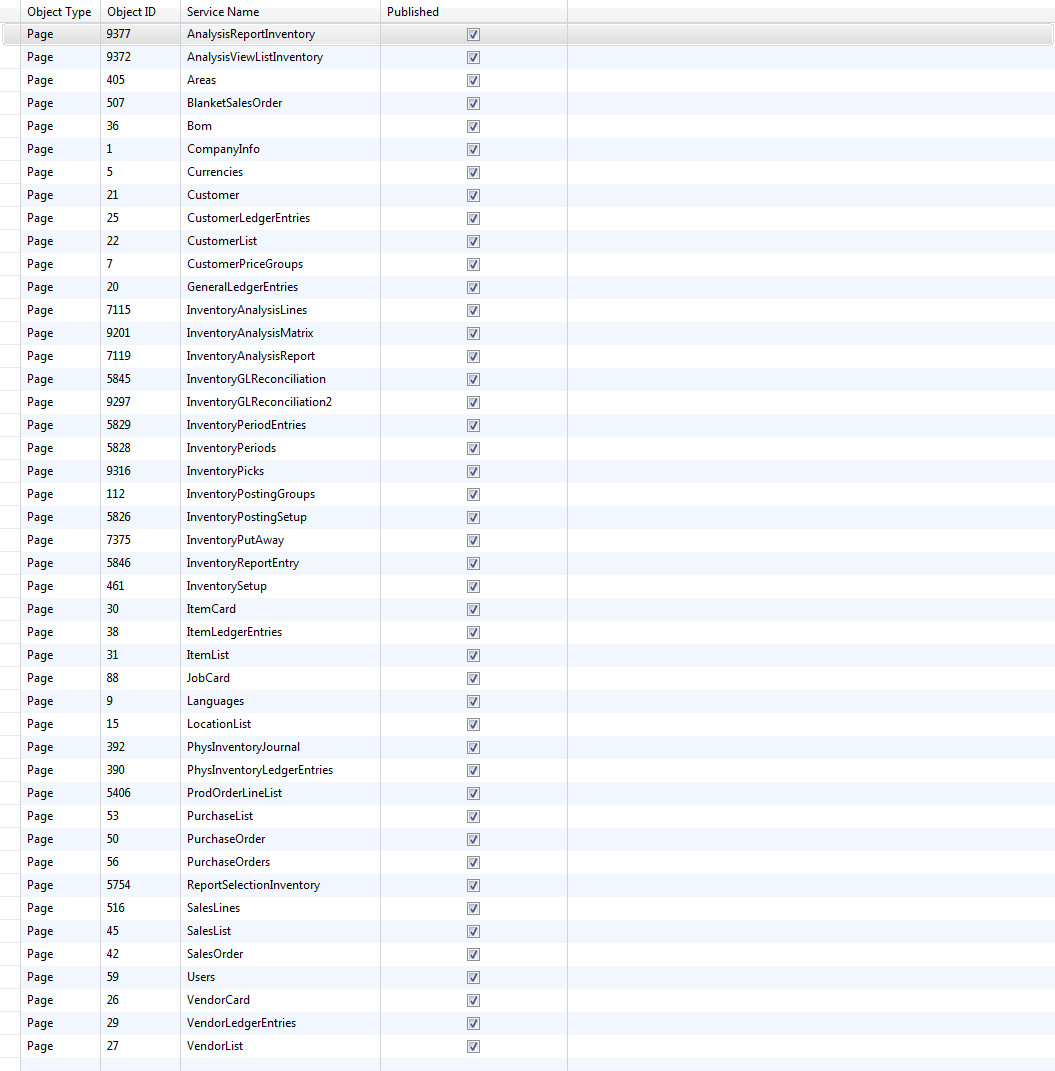 Object Type Object ID Service Name Published
Page 9377 AnalysisReportInventory
Page 9372 AnalysisViewListInventory
Page 405 Areas
Page 507 BlanketSalesOrder
Page 36 Bom
Page 1 CompanyInfo
Page 5 Currencies
Page 21 Customer
Page 25 CustomerLedgerEntries
Page 22 CustomerList
Page 7 CustomerPriceGroups
Page 20 GeneralLedgerEntries
Page 7115 InventoryAnalysisLines
Page 9201 InventoryAnalysisMatrix
Page 7119 InventoryAnalysisReport
Page 5845 InventoryGLReconciliation
Page 9297 InventoryGLReconciliation2
Page 5829 InventoryPeriodEntries
Page 5828 InventoryPeriods
Page 9316 InventoryPicks
Page 112 InventoryPostingGroups
Page 5826 InventoryPostingSetup
Page 7375 InventoryPutAway
Page 5846 InventoryReportEntry
Page 461 InventorySetup
Page 30 ItemCard
Page 38 ItemLedgerEntries
Page 31 ItemList
Page 88 JobCard
Page 9 Languages
Page 15 LocationList
Page 392 PhysInventoryJournal
Page 390 PhysInventoryLedgerEntries
Page 5406 ProdOrderLineList
Page 53 PurchaseList
Page 50 PurchaseOrder
Page 56 PurchaseOrders
Page 5754 ReportSelectionInventory
Page 516 SalesLines
Page 45 SalesList
Page 42 SalesOrder
Page 59 Users
Page 26 VendorCard
Page 29 VendorLedgerEntries
Page 27 VendorList